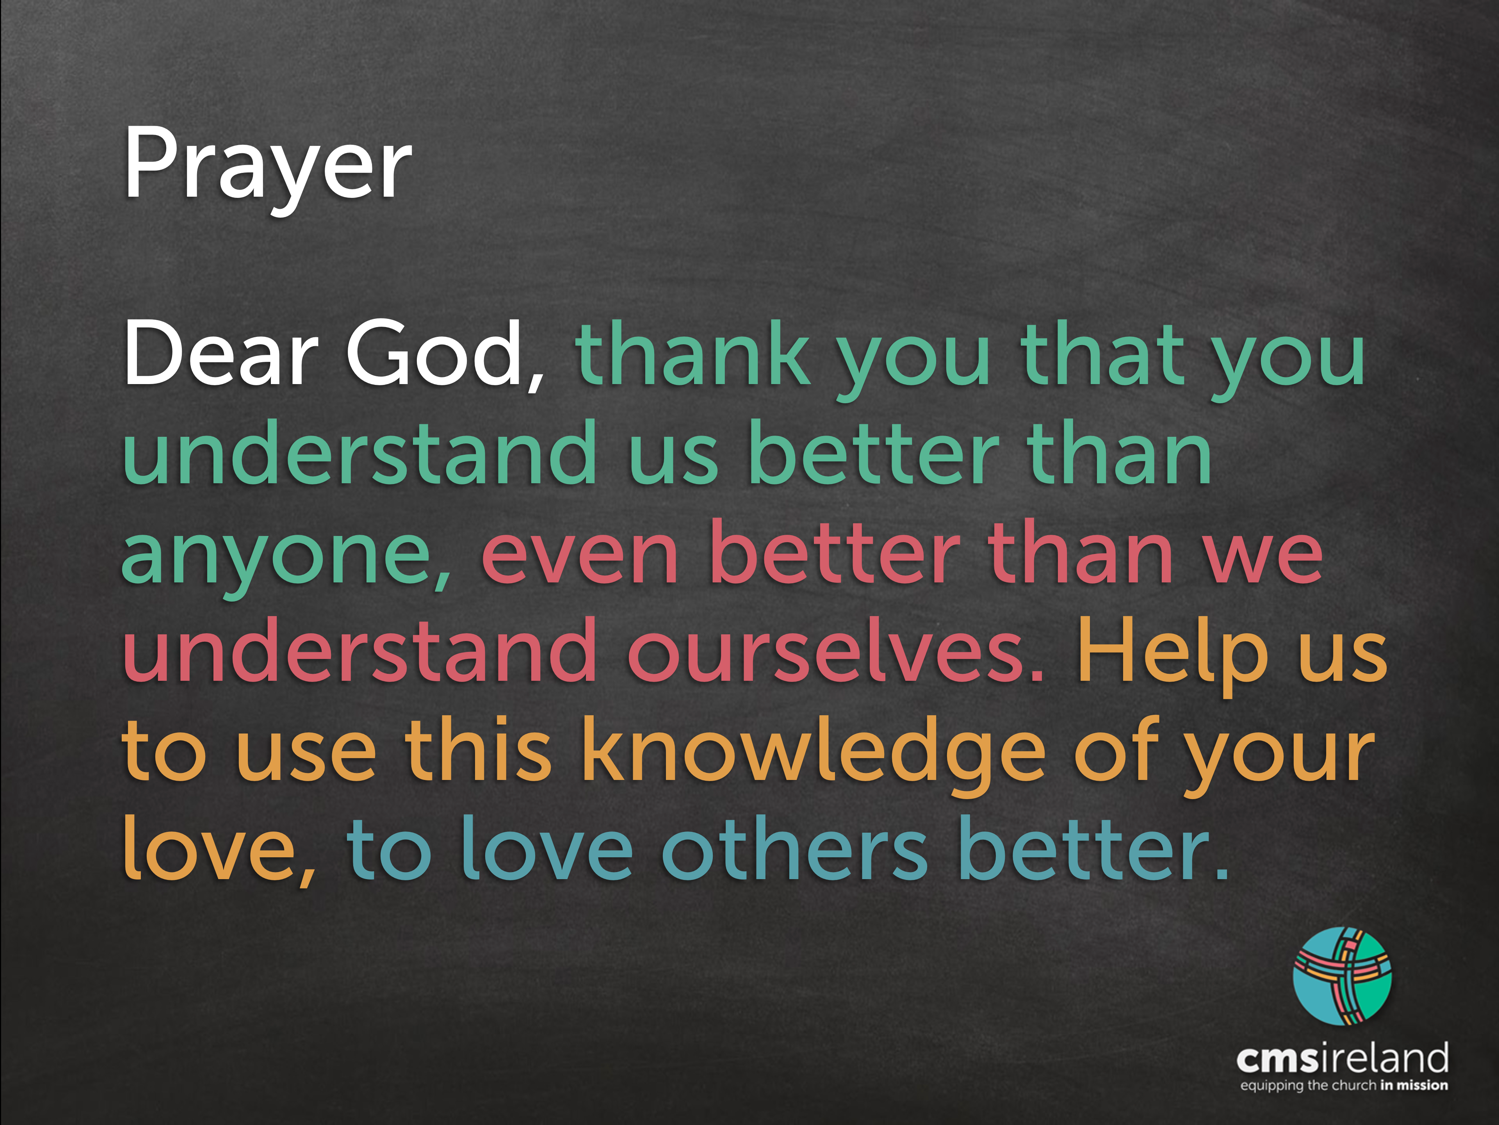 Prayer
Dear God, thank you that you
understand us better than
anyone, even better than we
understand ourselves. Help us
to use this knowledge of your
love, to love others better.
cmsireland
equipping the church in mission